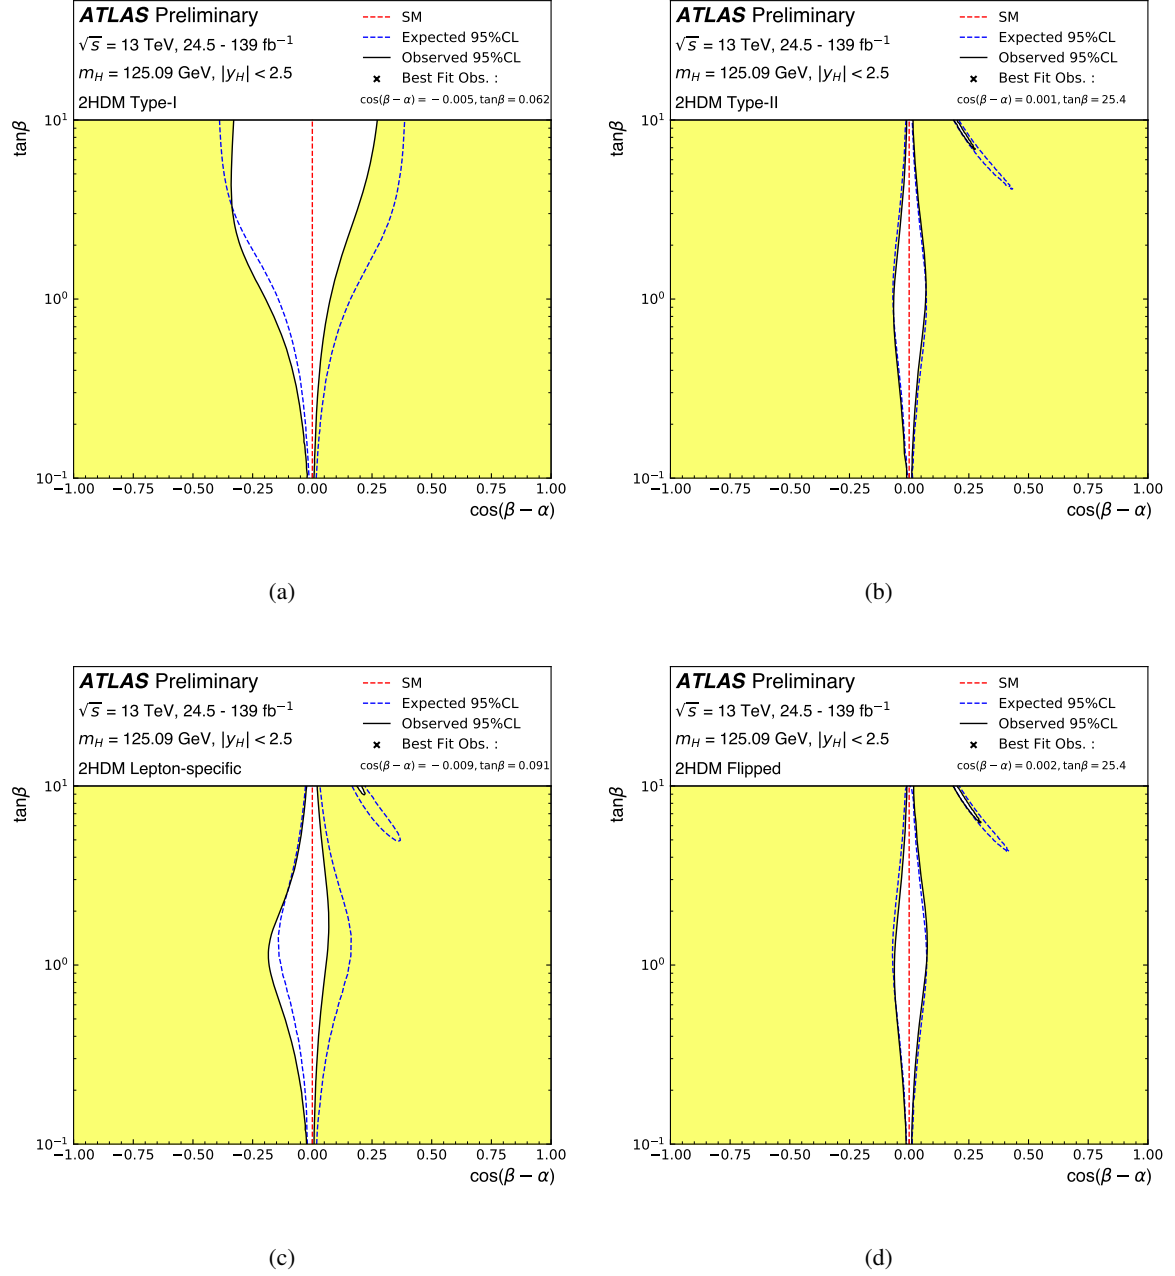 ATLAS Preliminary
√s = 13 TeV, 24.5 - 139 fb⁻¹
m_H = 125.09 GeV, |y_H| < 2.5
2HDM Type-I
SM
Expected 95%CL
Observed 95%CL
Best Fit Obs. :
cos(β − α) = −0.005, tanβ = 0.062
tanβ
10¹
10⁰
10⁻¹
−1.00 −0.75 −0.50 −0.25 0.00 0.25 0.50 0.75 1.00
cos(β − α)
(a)
ATLAS Preliminary
√s = 13 TeV, 24.5 - 139 fb⁻¹
m_H = 125.09 GeV, |y_H| < 2.5
2HDM Type-II
SM
Expected 95%CL
Observed 95%CL
Best Fit Obs. :
cos(β − α) = 0.001, tanβ = 25.4
tanβ
10¹
10⁰
10⁻¹
−1.00 −0.75 −0.50 −0.25 0.00 0.25 0.50 0.75 1.00
cos(β − α)
(b)
ATLAS Preliminary
√s = 13 TeV, 24.5 - 139 fb⁻¹
m_H = 125.09 GeV, |y_H| < 2.5
2HDM Lepton-specific
SM
Expected 95%CL
Observed 95%CL
Best Fit Obs. :
cos(β − α) = −0.009, tanβ = 0.091
tanβ
10¹
10⁰
10⁻¹
−1.00 −0.75 −0.50 −0.25 0.00 0.25 0.50 0.75 1.00
cos(β − α)
(c)
ATLAS Preliminary
√s = 13 TeV, 24.5 - 139 fb⁻¹
m_H = 125.09 GeV, |y_H| < 2.5
2HDM Flipped
SM
Expected 95%CL
Observed 95%CL
Best Fit Obs. :
cos(β − α) = 0.002, tanβ = 25.4
tanβ
10¹
10⁰
10⁻¹
−1.00 −0.75 −0.50 −0.25 0.00 0.25 0.50 0.75 1.00
cos(β − α)
(d)